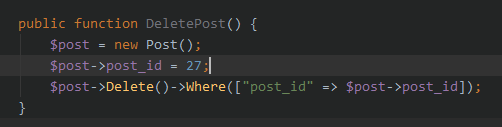 public function DeletePost() {
$post = new Post();
$post->post_id = 27;
$post->Delete()->Where(["post_id" => $post->post_id]);
}